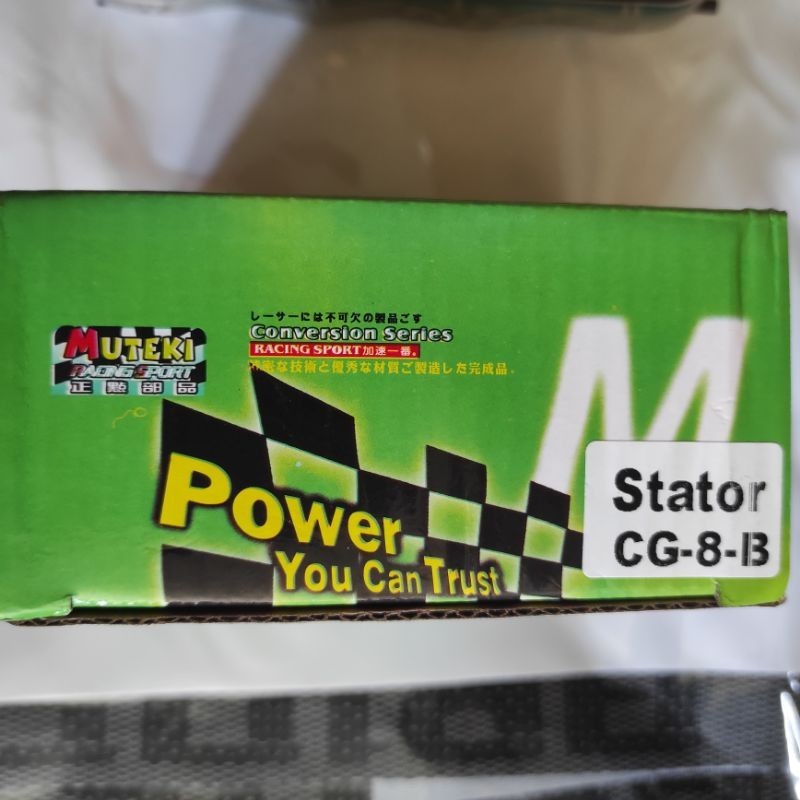 MUTEKI
RACING SPORT
正黙部品
レーサーには不可欠の製品ごす
Conversion Series
RACING SPORT加速一番。
密な技術と優秀な材質ご製造した完成品。
M
Power
You Can Trust
Stator
CG-8-B